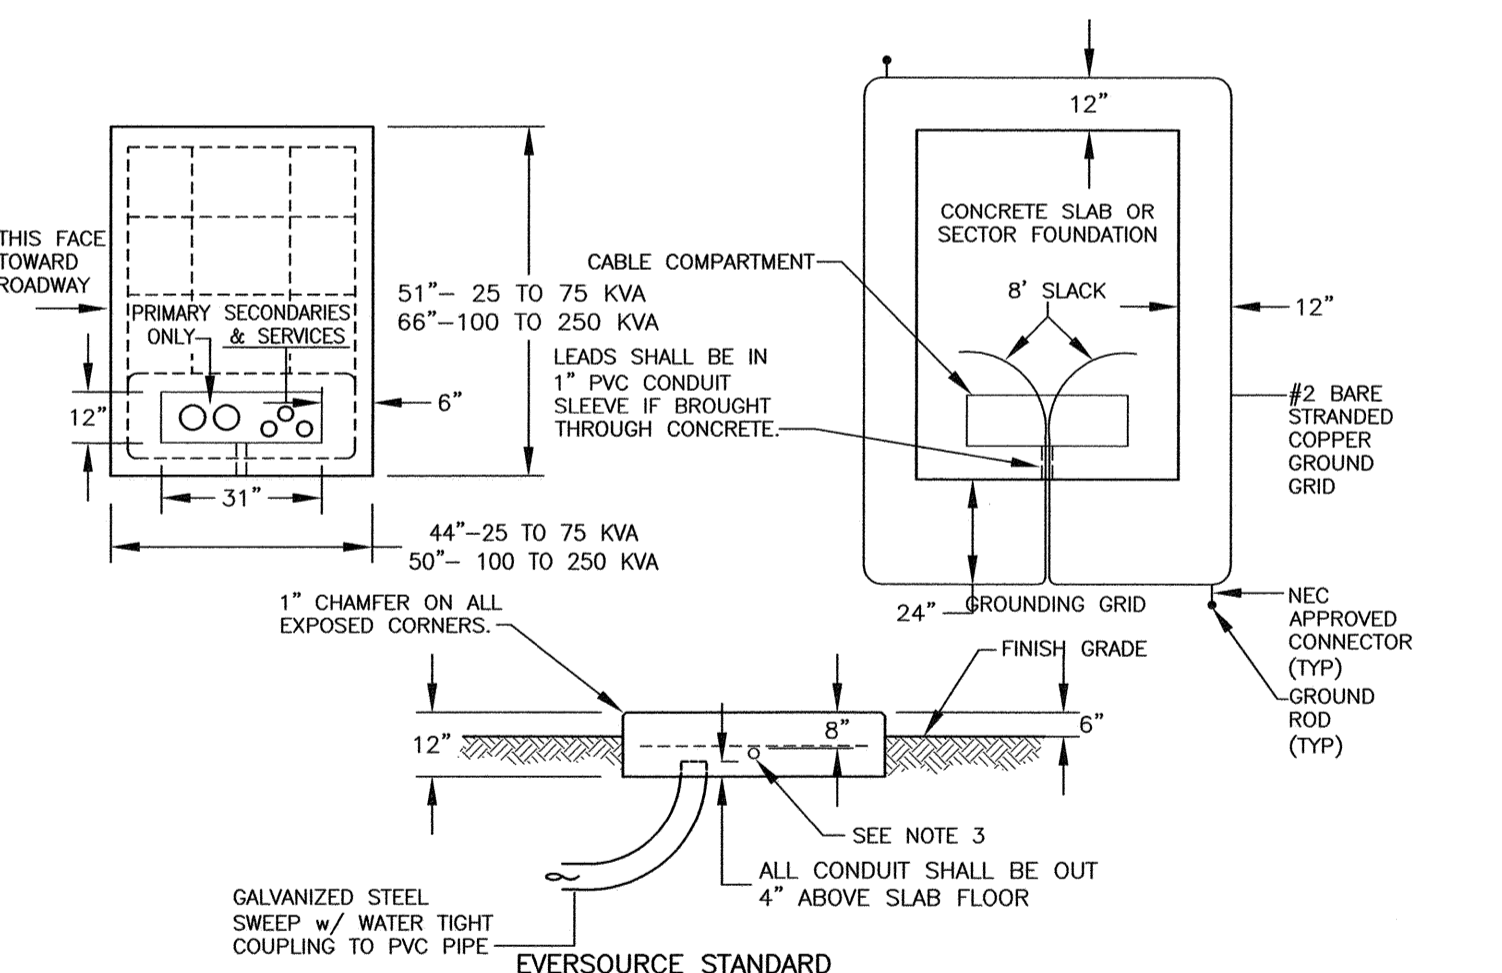 THIS FACE
TOWARD
ROADWAY
PRIMARY
ONLY
SECONDARIES
& SERVICES
12"
31"
6"
51"- 25 TO 75 KVA
66"-100 TO 250 KVA
44"-25 TO 75 KVA
50"- 100 TO 250 KVA
12"
CONCRETE SLAB OR
SECTOR FOUNDATION
CABLE COMPARTMENT
8' SLACK
12"
LEADS SHALL BE IN
1" PVC CONDUIT
SLEEVE IF BROUGHT
THROUGH CONCRETE.
#2 BARE
STRANDED
COPPER
GROUND
GRID
24"
GROUNDING GRID
NEC
APPROVED
CONNECTOR
(TYP)
GROUND
ROD
(TYP)
1" CHAMFER ON ALL
EXPOSED CORNERS.
FINISH GRADE
12"
8"
6"
SEE NOTE 3
ALL CONDUIT SHALL BE OUT
4" ABOVE SLAB FLOOR
GALVANIZED STEEL
SWEEP w/ WATER TIGHT
COUPLING TO PVC PIPE
EVERSOURCE STANDARD